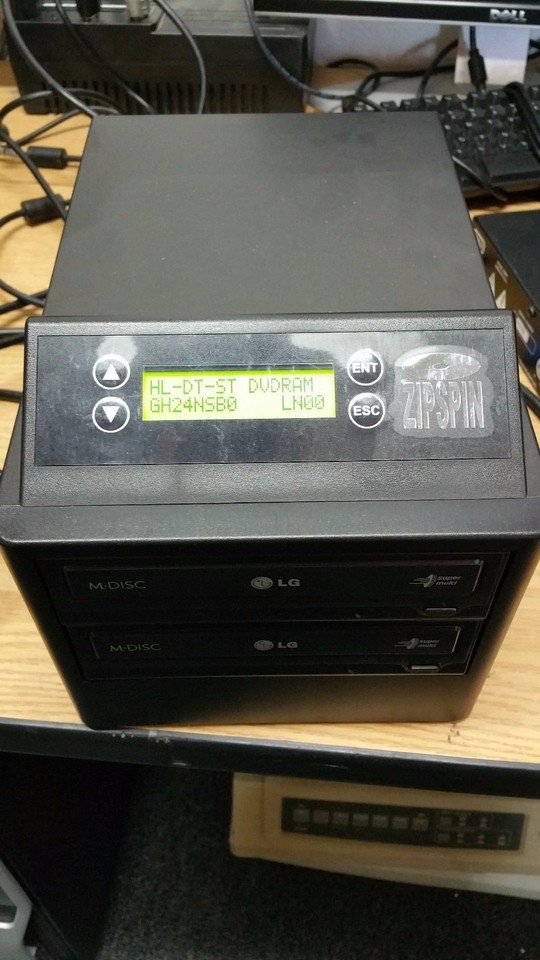 DELL
HL-DT-ST DVDRAM
GH24NSB0 LN00
ENT
ESC
ZIPSPIN
M·DISC LG super multi
M·DISC LG super multi